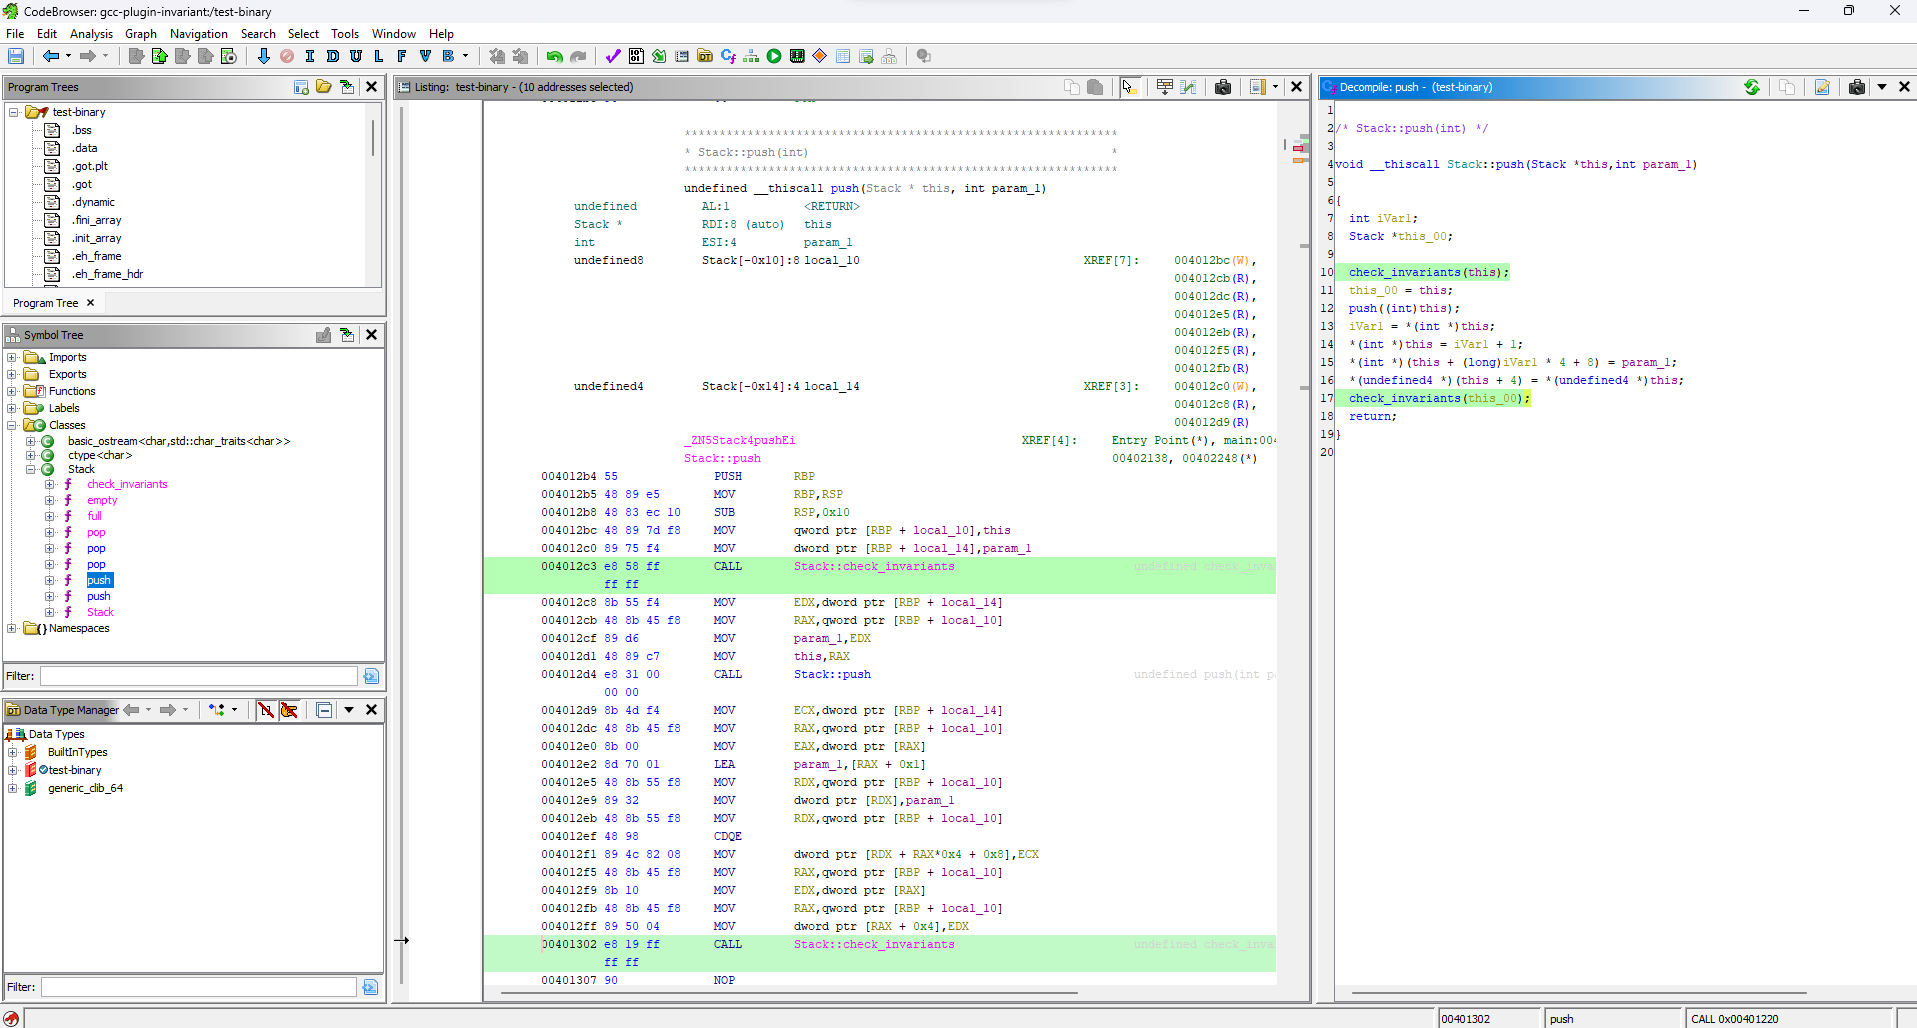 CodeBrowser: gcc-plugin-invariant:/test-binary
File Edit Analysis Graph Navigation Search Select Tools Window Help
I D U L F V B
Program Trees
test-binary
.bss
.data
.got.plt
.got
.dynamic
.fini_array
.init_array
.eh_frame
.eh_frame_hdr
Program Tree
Symbol Tree
Imports
Exports
Functions
Labels
Classes
basic_ostream<char,std::char_traits<char>>
ctype<char>
Stack
check_invariants
empty
full
pop
pop
pop
push
push
Stack
Namespaces
Filter:
Data Type Manager
Data Types
BuiltInTypes
test-binary
generic_clib_64
Filter:
Listing: test-binary - (10 addresses selected)
**************************************************************
* Stack::push(int) *
**************************************************************
undefined __thiscall push(Stack * this, int param_1)
undefined AL:1 <RETURN>
Stack * RDI:8 (auto) this
int ESI:4 param_1
undefined8 Stack[-0x10]:8 local_10 XREF[7]: 004012bc(W),
004012cb(R),
004012dc(R),
004012e5(R),
004012eb(R),
004012f5(R),
004012fb(R)
undefined4 Stack[-0x14]:4 local_14 XREF[3]: 004012c0(W),
004012c8(R),
004012d9(R)
_ZN5Stack4pushEi XREF[4]: Entry Point(*), main:004
Stack::push 00402138, 00402248(*)
004012b4 55 PUSH RBP
004012b5 48 89 e5 MOV RBP,RSP
004012b8 48 83 ec 10 SUB RSP,0x10
004012bc 48 89 7d f8 MOV qword ptr [RBP + local_10],this
004012c0 89 75 f4 MOV dword ptr [RBP + local_14],param_1
004012c3 e8 58 ff CALL Stack::check_invariants undefined check_inva
ff ff
004012c8 8b 55 f4 MOV EDX,dword ptr [RBP + local_14]
004012cb 48 8b 45 f8 MOV RAX,qword ptr [RBP + local_10]
004012cf 89 d6 MOV param_1,EDX
004012d1 48 89 c7 MOV this,RAX
004012d4 e8 31 00 CALL Stack::push undefined push(int p
00 00
004012d9 8b 4d f4 MOV ECX,dword ptr [RBP + local_14]
004012dc 48 8b 45 f8 MOV RAX,qword ptr [RBP + local_10]
004012e0 8b 00 MOV EAX,dword ptr [RAX]
004012e2 8d 70 01 LEA param_1,[RAX + 0x1]
004012e5 48 8b 55 f8 MOV RDX,qword ptr [RBP + local_10]
004012e9 89 32 MOV dword ptr [RDX],param_1
004012eb 48 8b 55 f8 MOV RDX,qword ptr [RBP + local_10]
004012ef 48 98 CDQE
004012f1 89 4c 82 08 MOV dword ptr [RDX + RAX*0x4 + 0x8],ECX
004012f5 48 8b 45 f8 MOV RAX,qword ptr [RBP + local_10]
004012f9 8b 10 MOV EDX,dword ptr [RAX]
004012fb 48 8b 45 f8 MOV RAX,qword ptr [RBP + local_10]
004012ff 89 50 04 MOV dword ptr [RAX + 0x4],EDX
00401302 e8 19 ff CALL Stack::check_invariants undefined check_inva
ff ff
00401307 90 NOP
Decompile: push - (test-binary)
1
2 /* Stack::push(int) */
3
4 void __thiscall Stack::push(Stack *this,int param_1)
5
6 {
7 int iVar1;
8 Stack *this_00;
9
10 check_invariants(this);
11 this_00 = this;
12 push((int)this);
13 iVar1 = *(int *)this;
14 *(int *)this = iVar1 + 1;
15 *(int *)(this + (long)iVar1 * 4 + 8) = param_1;
16 *(undefined4 *)(this + 4) = *(undefined4 *)this;
17 check_invariants(this_00);
18 return;
19 }
20
00401302 push CALL 0x00401220